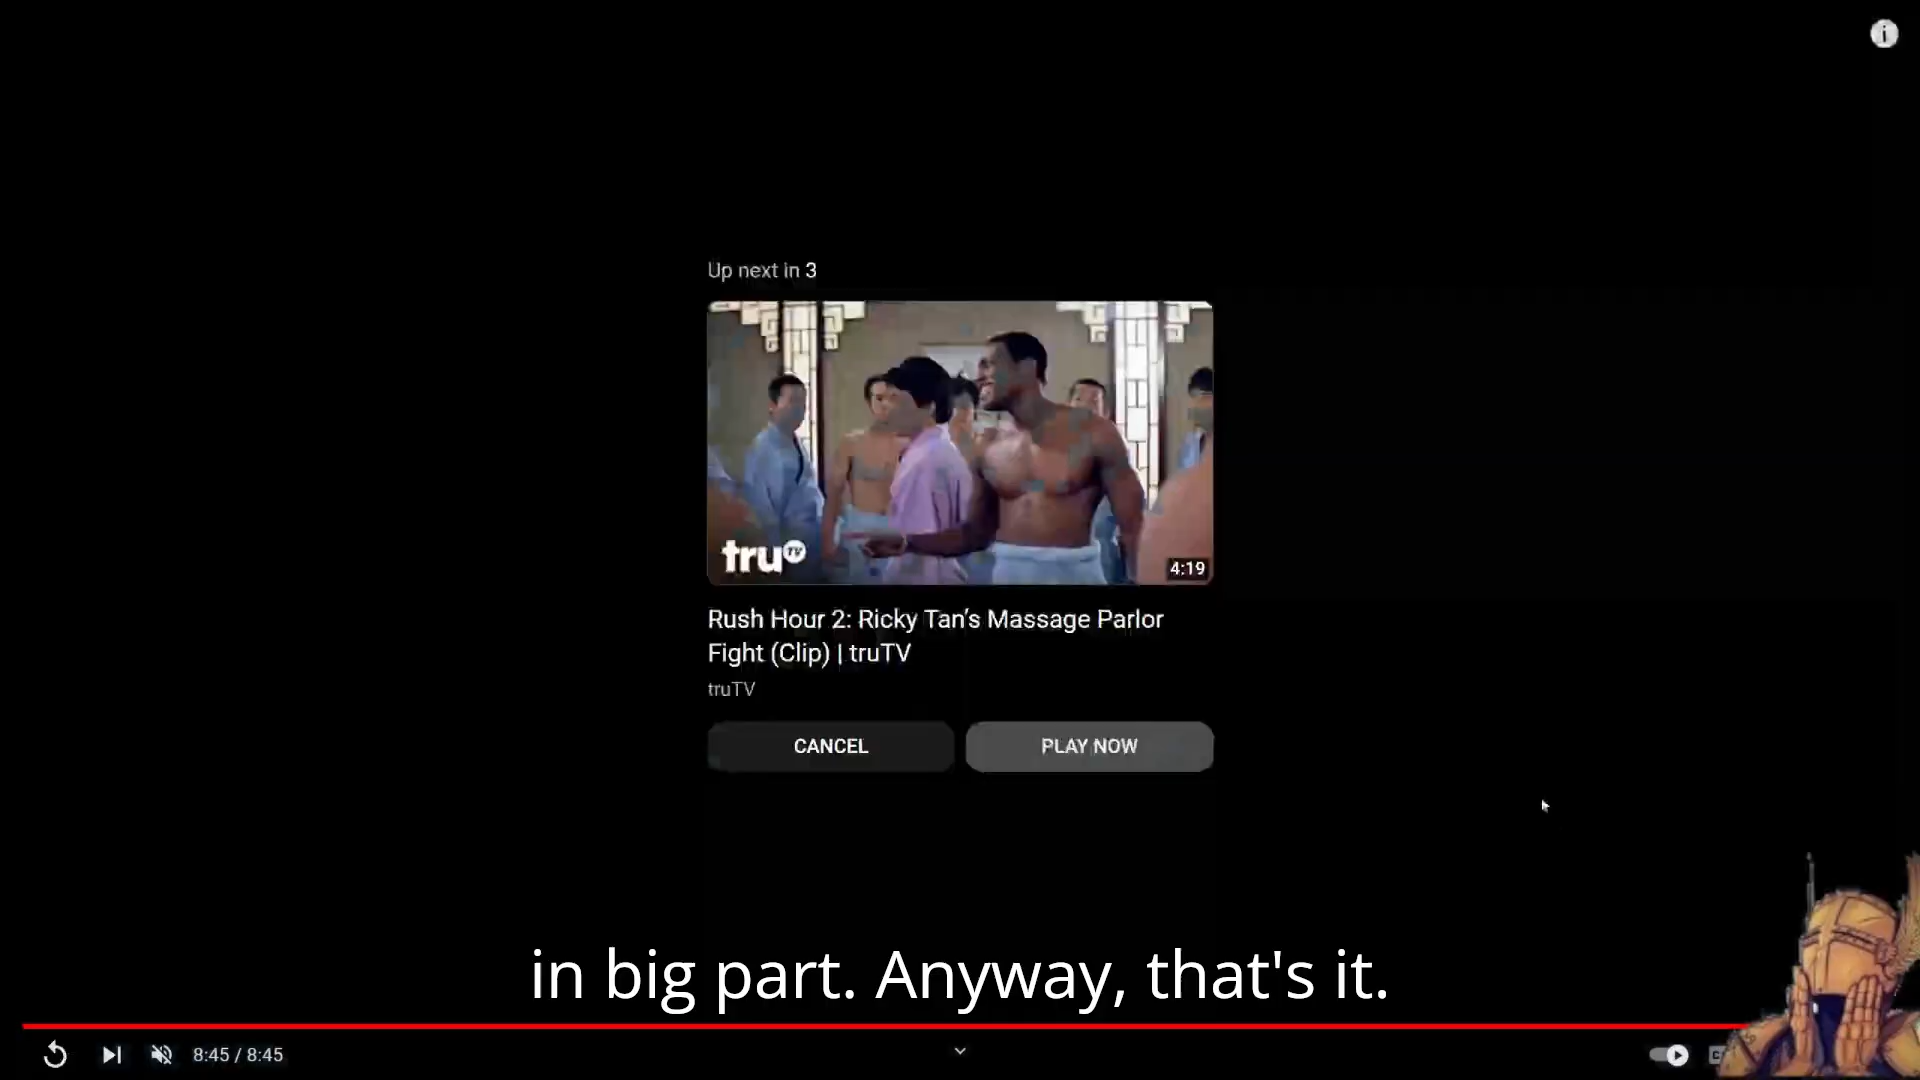 Up next in 3
truTV
4:19
Rush Hour 2: Ricky Tan's Massage Parlor
Fight (Clip) | truTV
truTV
CANCEL
PLAY NOW
in big part. Anyway, that's it.
8:45 / 8:45